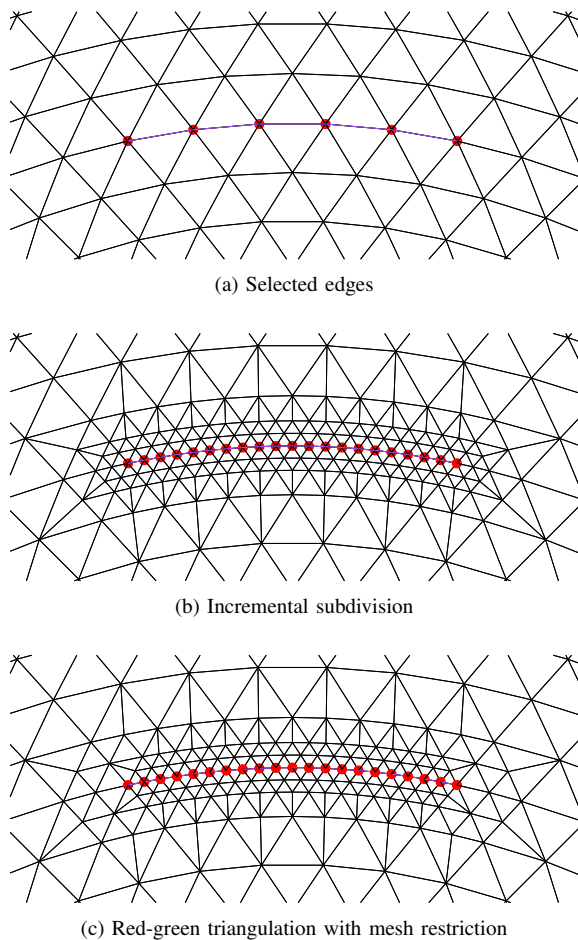 (a) Selected edges
(b) Incremental subdivision
(c) Red-green triangulation with mesh restriction